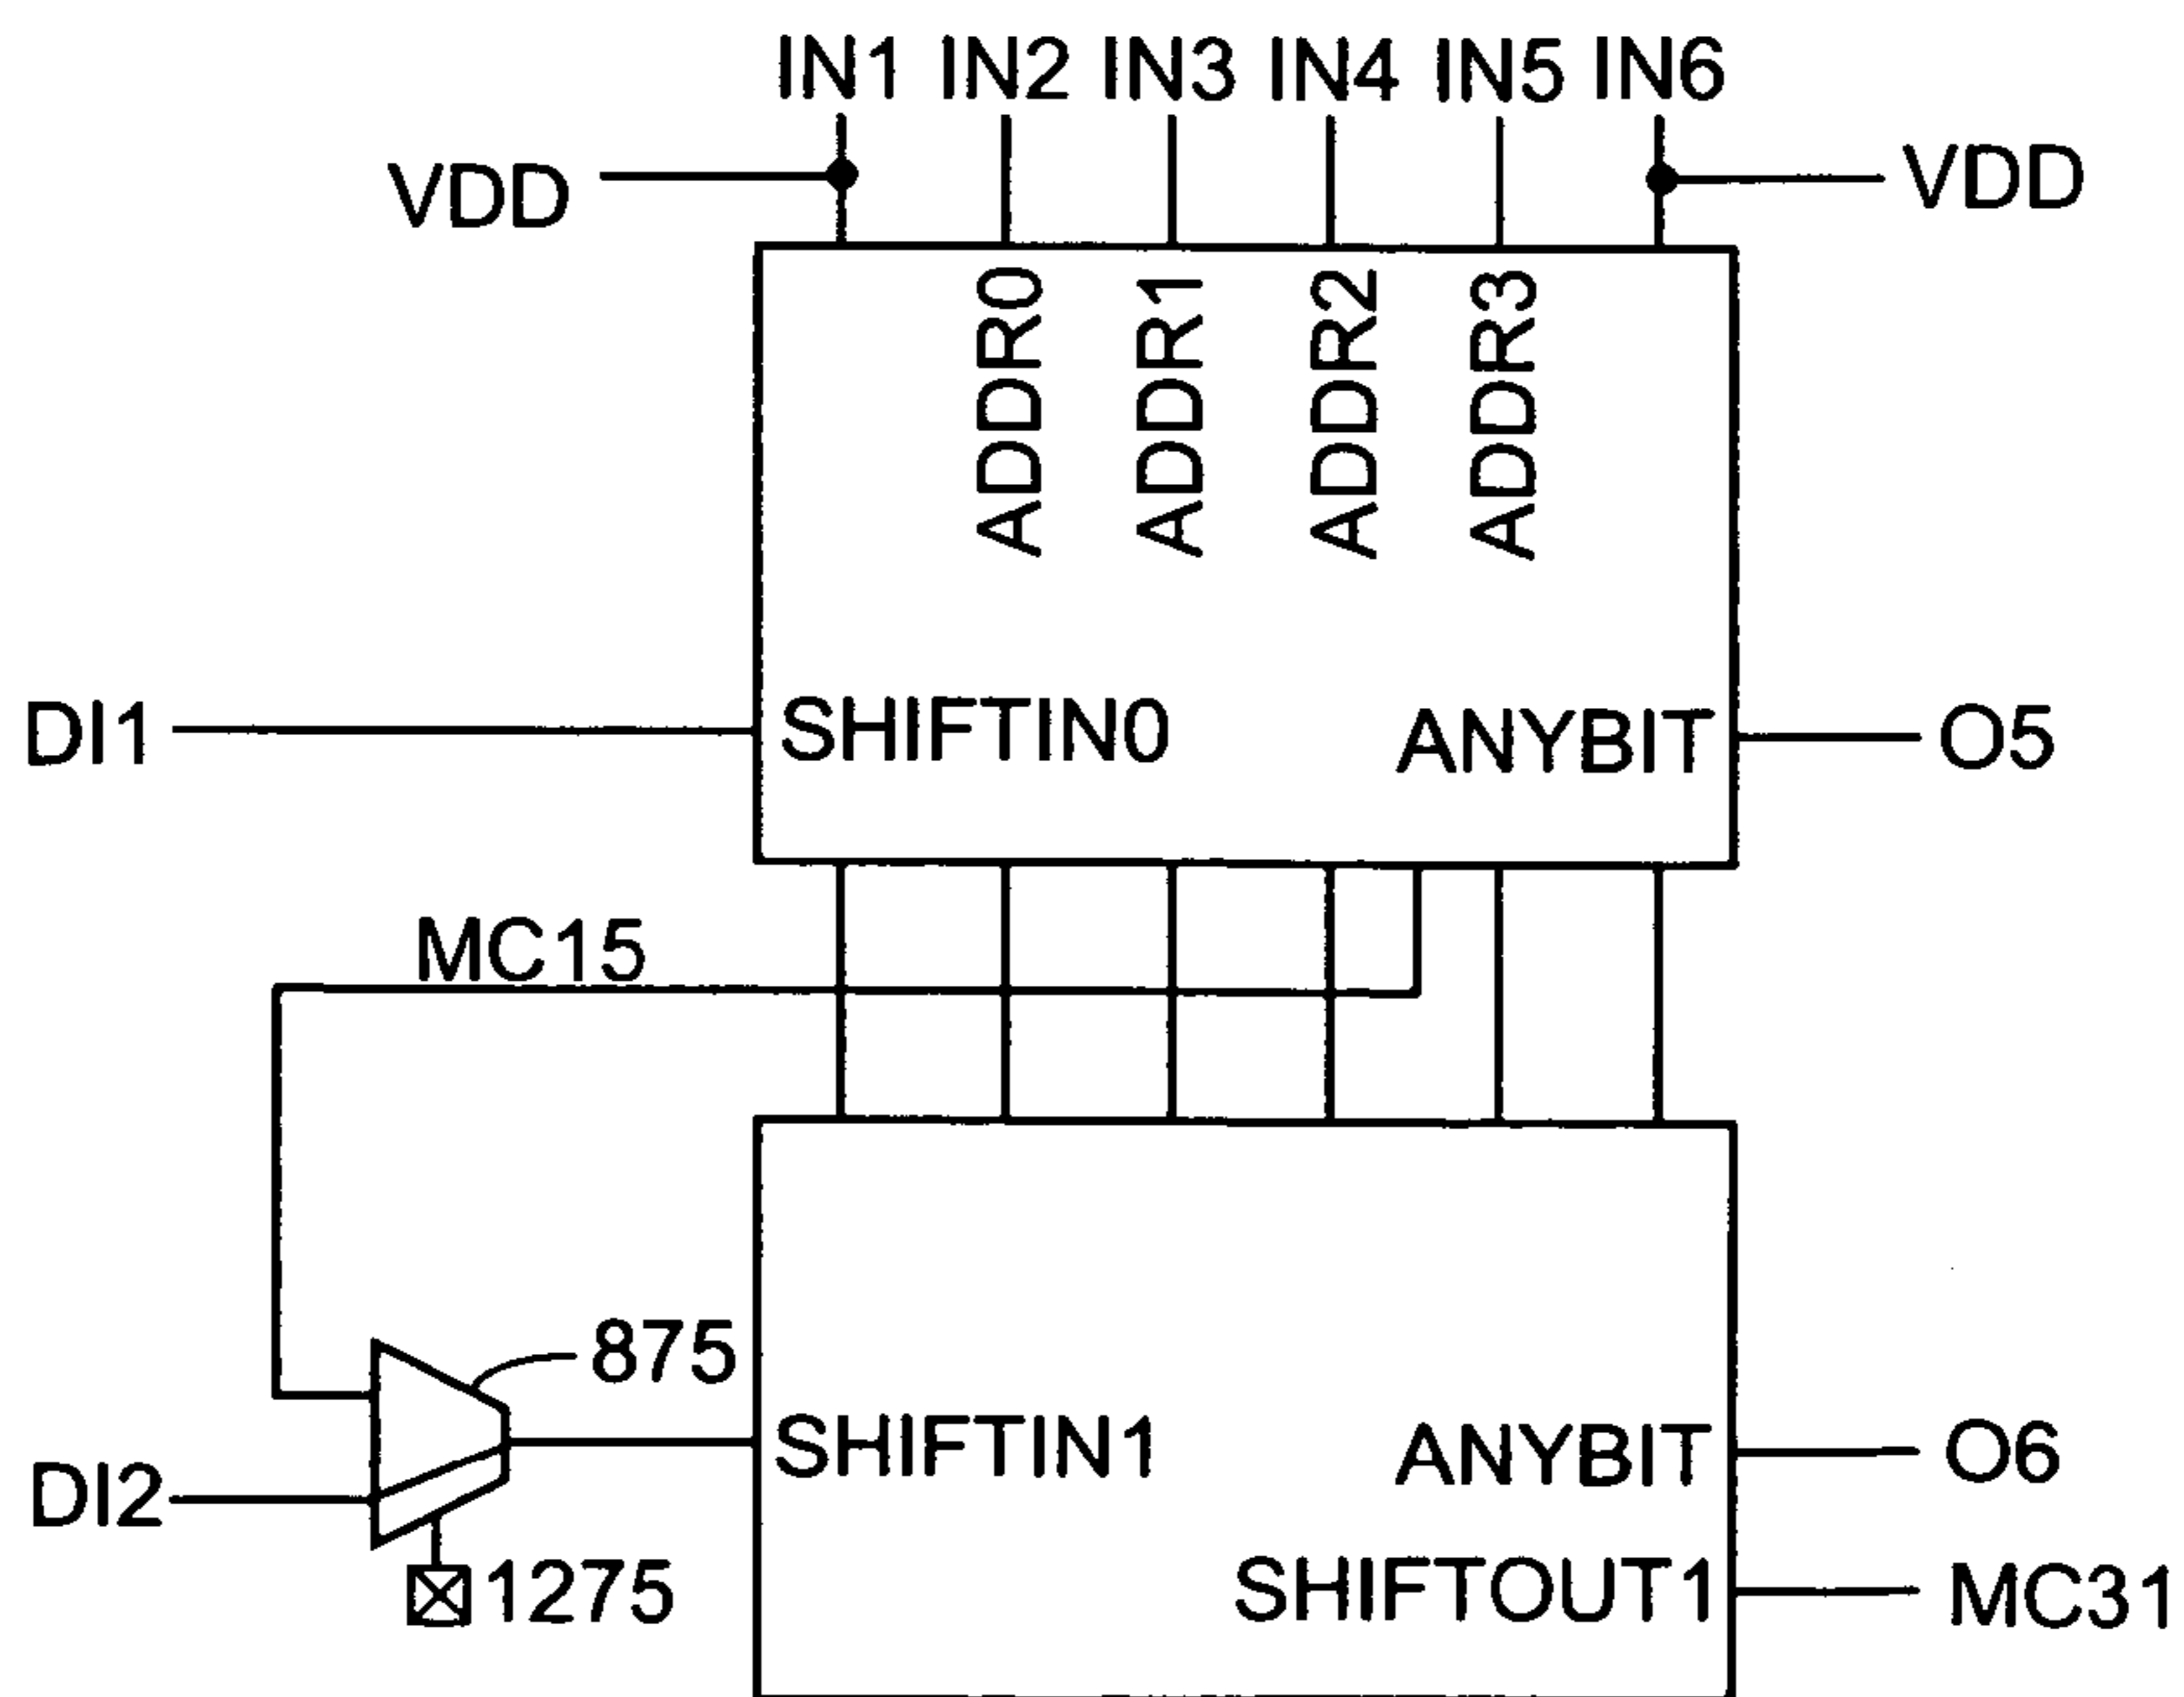 IN1 IN2 IN3 IN4 IN5 IN6
VDD VDD
ADDR0
ADDR1
ADDR2
ADDR3
DI1 SHIFTIN0 ANYBIT O5
MC15
875
SHIFTIN1 ANYBIT O6
DI2
1275 SHIFTOUT1 MC31